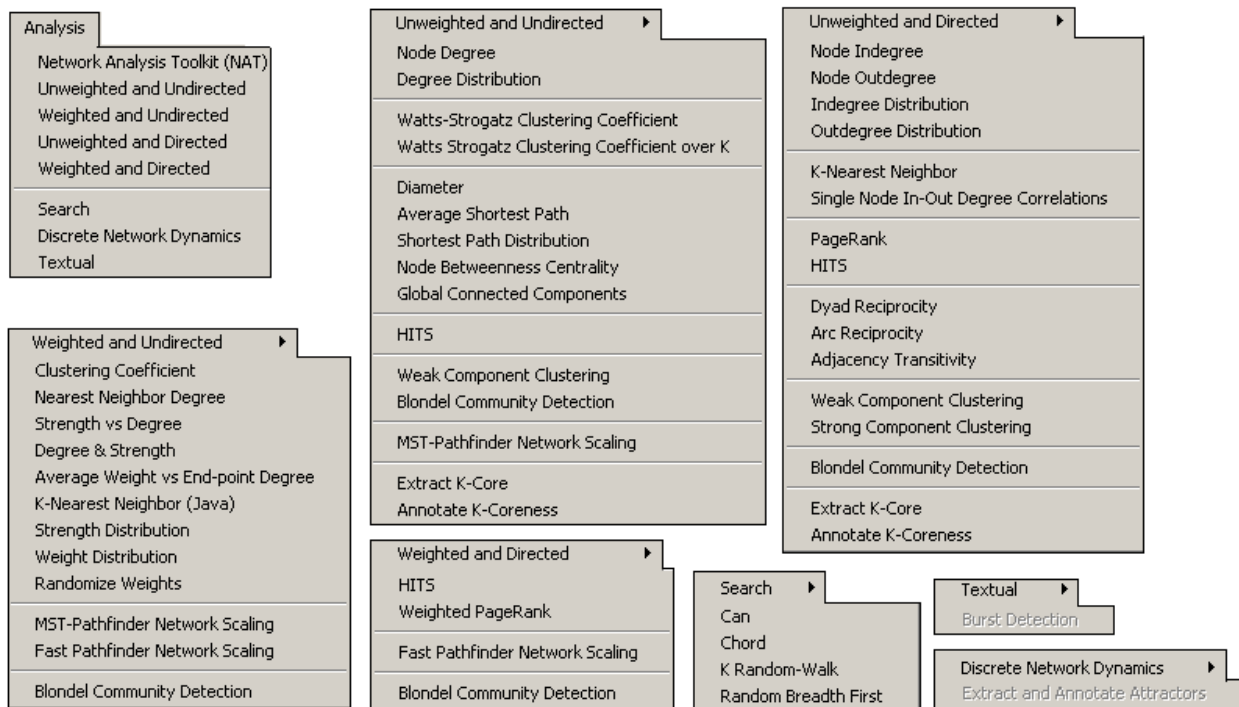 Analysis
Network Analysis Toolkit (NAT)
Unweighted and Undirected
Weighted and Undirected
Unweighted and Directed
Weighted and Directed
Search
Discrete Network Dynamics
Textual
Weighted and Undirected
Clustering Coefficient
Nearest Neighbor Degree
Strength vs Degree
Degree & Strength
Average Weight vs End-point Degree
K-Nearest Neighbor (Java)
Strength Distribution
Weight Distribution
Randomize Weights
MST-Pathfinder Network Scaling
Fast Pathfinder Network Scaling
Blondel Community Detection
Unweighted and Undirected
Node Degree
Degree Distribution
Watts-Strogatz Clustering Coefficient
Watts Strogatz Clustering Coefficient over K
Diameter
Average Shortest Path
Shortest Path Distribution
Node Betweenness Centrality
Global Connected Components
HITS
Weak Component Clustering
Blondel Community Detection
MST-Pathfinder Network Scaling
Extract K-Core
Annotate K-Coreness
Weighted and Directed
HITS
Weighted PageRank
Fast Pathfinder Network Scaling
Blondel Community Detection
Unweighted and Directed
Node Indegree
Node Outdegree
Indegree Distribution
Outdegree Distribution
K-Nearest Neighbor
Single Node In-Out Degree Correlations
PageRank
HITS
Dyad Reciprocity
Arc Reciprocity
Adjacency Transitivity
Weak Component Clustering
Strong Component Clustering
Blondel Community Detection
Extract K-Core
Annotate K-Coreness
Search
Can
Chord
K Random-Walk
Random Breadth First
Textual
Burst Detection
Discrete Network Dynamics
Extract and Annotate Attractors